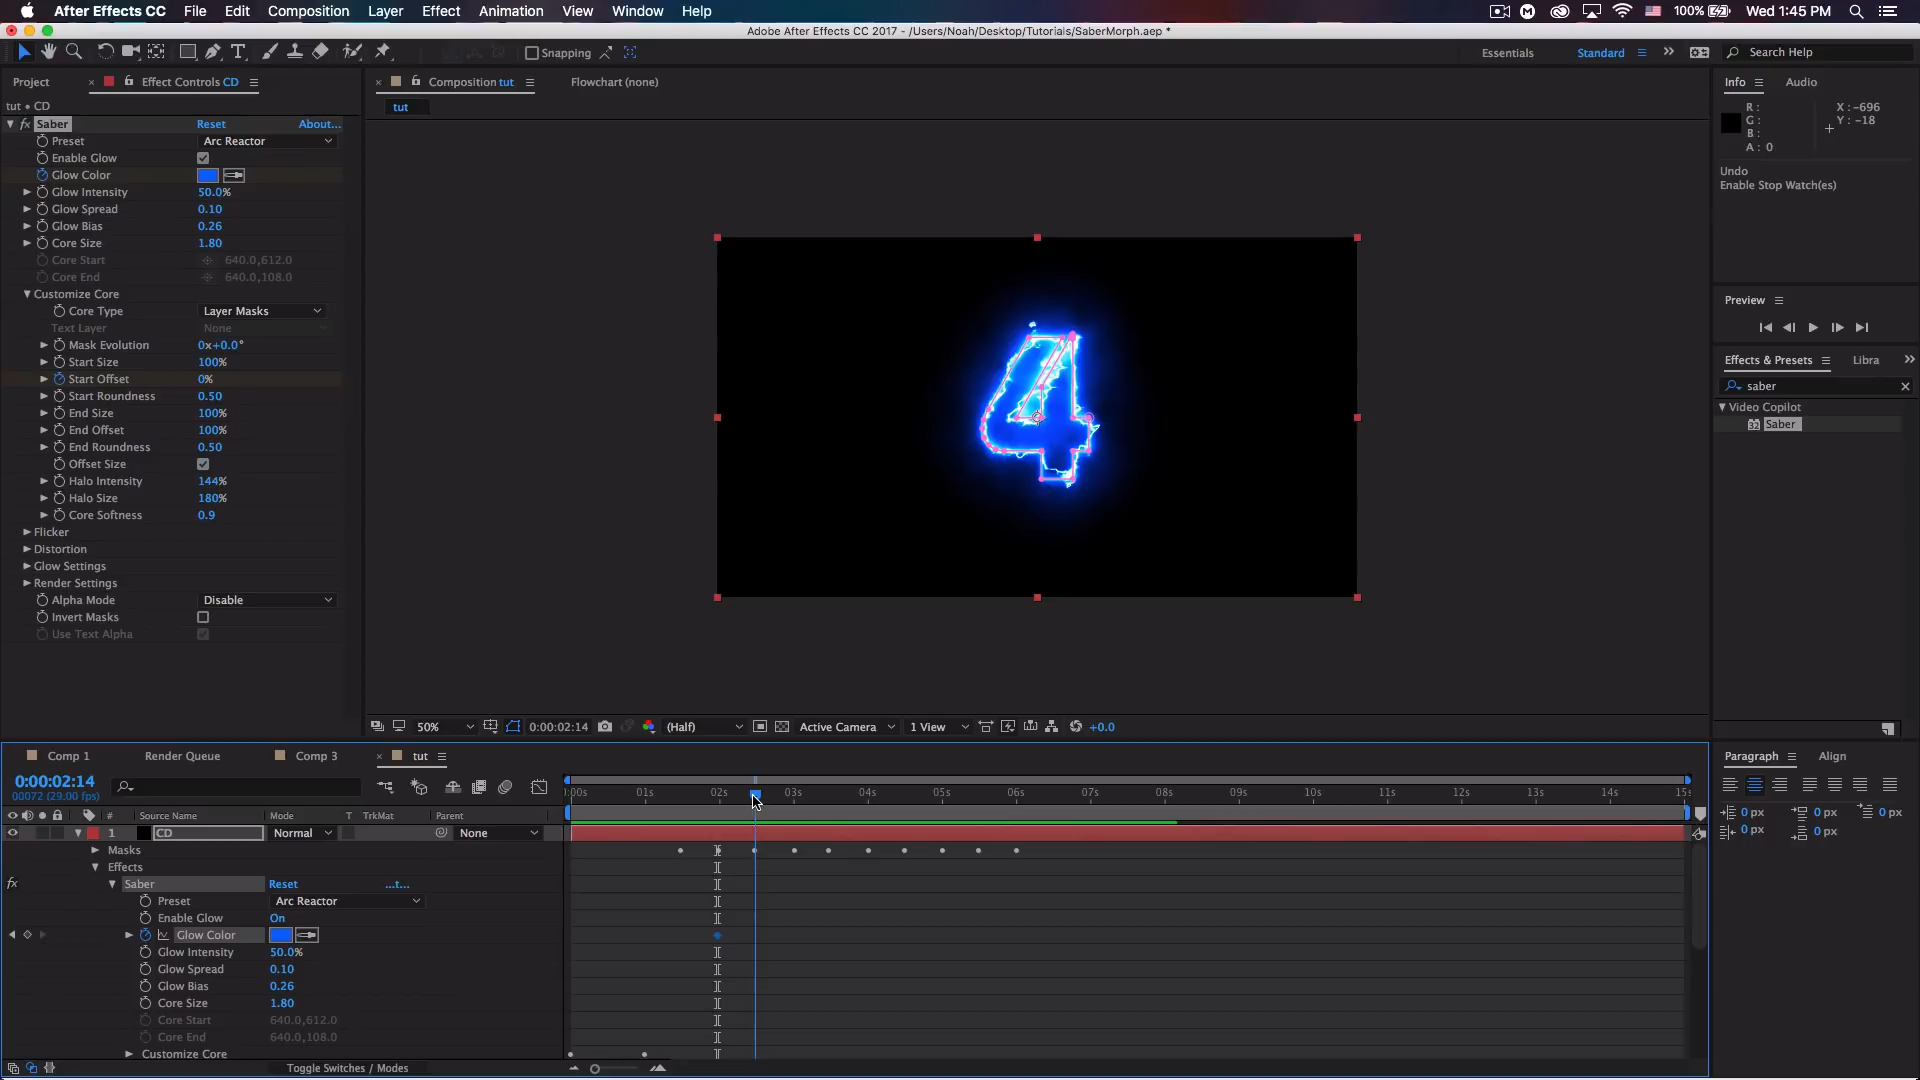 After Effects CC File Edit Composition Layer Effect Animation View Window Help 100% Wed 1:45 PM
Adobe After Effects CC 2017 - /Users/Noah/Desktop/Tutorials/SaberMorph.aep *
Snapping Essentials Standard Search Help
Project Effect Controls CD Composition tut Flowchart (none) Info Audio
tut • CD tut
R: X: -696
G: Y: -18
B:
A: 0
fx Saber Reset About...
Preset Arc Reactor
Enable Glow
Glow Color
Glow Intensity 50.0%
Glow Spread 0.10
Glow Bias 0.26
Core Size 1.80
Core Start 640.0,612.0
Core End 640.0,108.0
Customize Core
Core Type Layer Masks
Text Layer None
Mask Evolution 0x+0.0°
Start Size 100%
Start Offset 0%
Start Roundness 0.50
End Size 100%
End Offset 100%
End Roundness 0.50
Offset Size
Halo Intensity 144%
Halo Size 180%
Core Softness 0.9
Flicker
Distortion
Glow Settings
Render Settings
Alpha Mode Disable
Invert Masks
Use Text Alpha
4
Undo
Enable Stop Watch(es)
Preview
Effects & Presets Libra
saber
Video Copilot
32 Saber
50% 0:00:02:14 (Half) Active Camera 1 View +0.0
Comp 1 Render Queue Comp 3 tut
0:00:02:14
00072 (29.00 fps)
:00s 01s 02s 03s 04s 05s 06s 07s 08s 09s 10s 11s 12s 13s 14s 15s
# Source Name Mode T TrkMat Parent
1 CD Normal None
Masks
Effects
fx Saber Reset ...t...
Preset Arc Reactor
Enable Glow On
Glow Color
Glow Intensity 50.0%
Glow Spread 0.10
Glow Bias 0.26
Core Size 1.80
Core Start 640.0,612.0
Core End 640.0,108.0
Customize Core
Toggle Switches / Modes
Paragraph Align
0 px 0 px 0 px
0 px 0 px